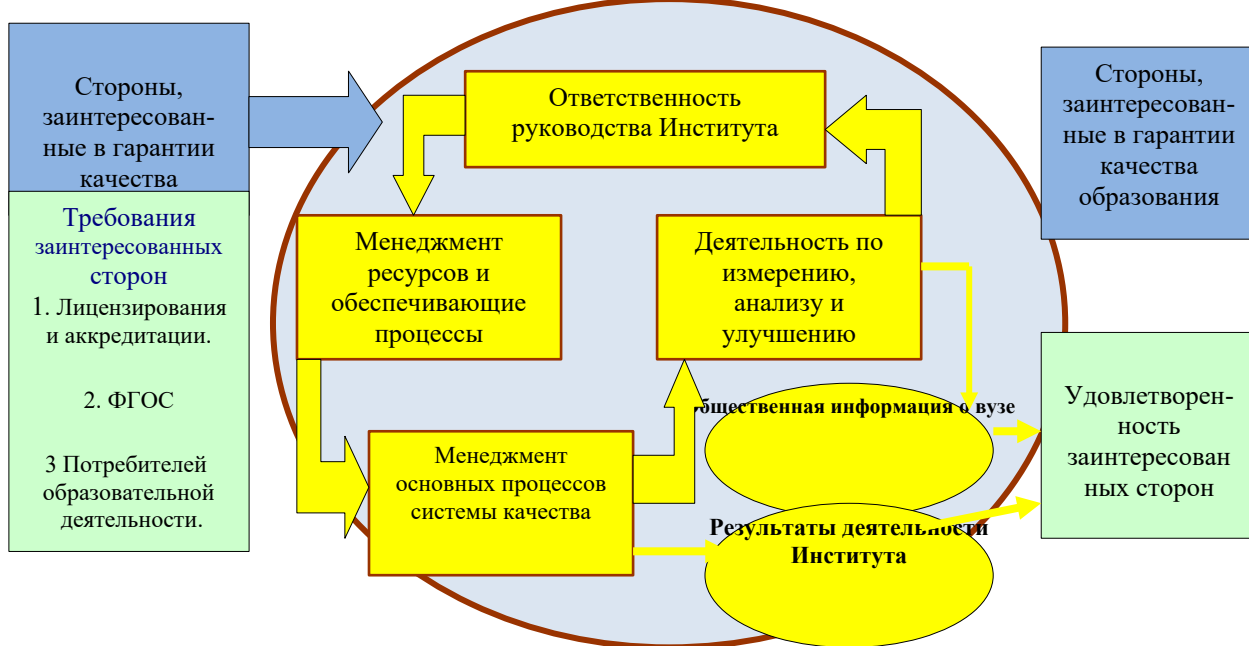 Стороны,
заинтересован-
ные в гарантии
качества
Требования
заинтересованных
сторон
1. Лицензирования
и аккредитации.
2. ФГОС
3 Потребителей
образовательной
деятельности.
Ответственность
руководства Института
Менеджмент
ресурсов и
обеспечивающие
процессы
Деятельность по
измерению,
анализу и
улучшению
Менеджмент
основных процессов
системы качества
бщественная информация о вузе
Результаты деятельности
Института
Стороны,
заинтересован-
ные в гарантии
качества
образования
Удовлетворен-
ность
заинтересован
ных сторон